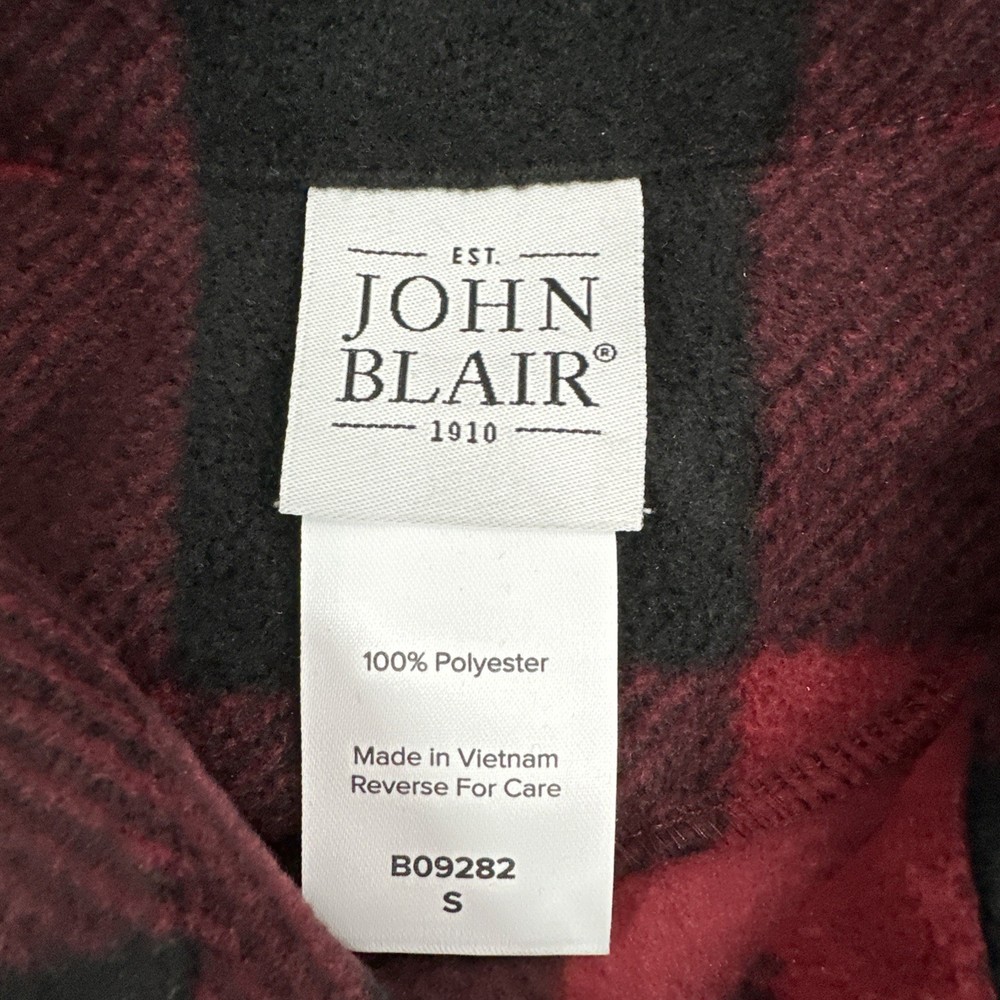 EST.
JOHN
BLAIR®
1910
100% Polyester
Made in Vietnam
Reverse For Care
B09282
S